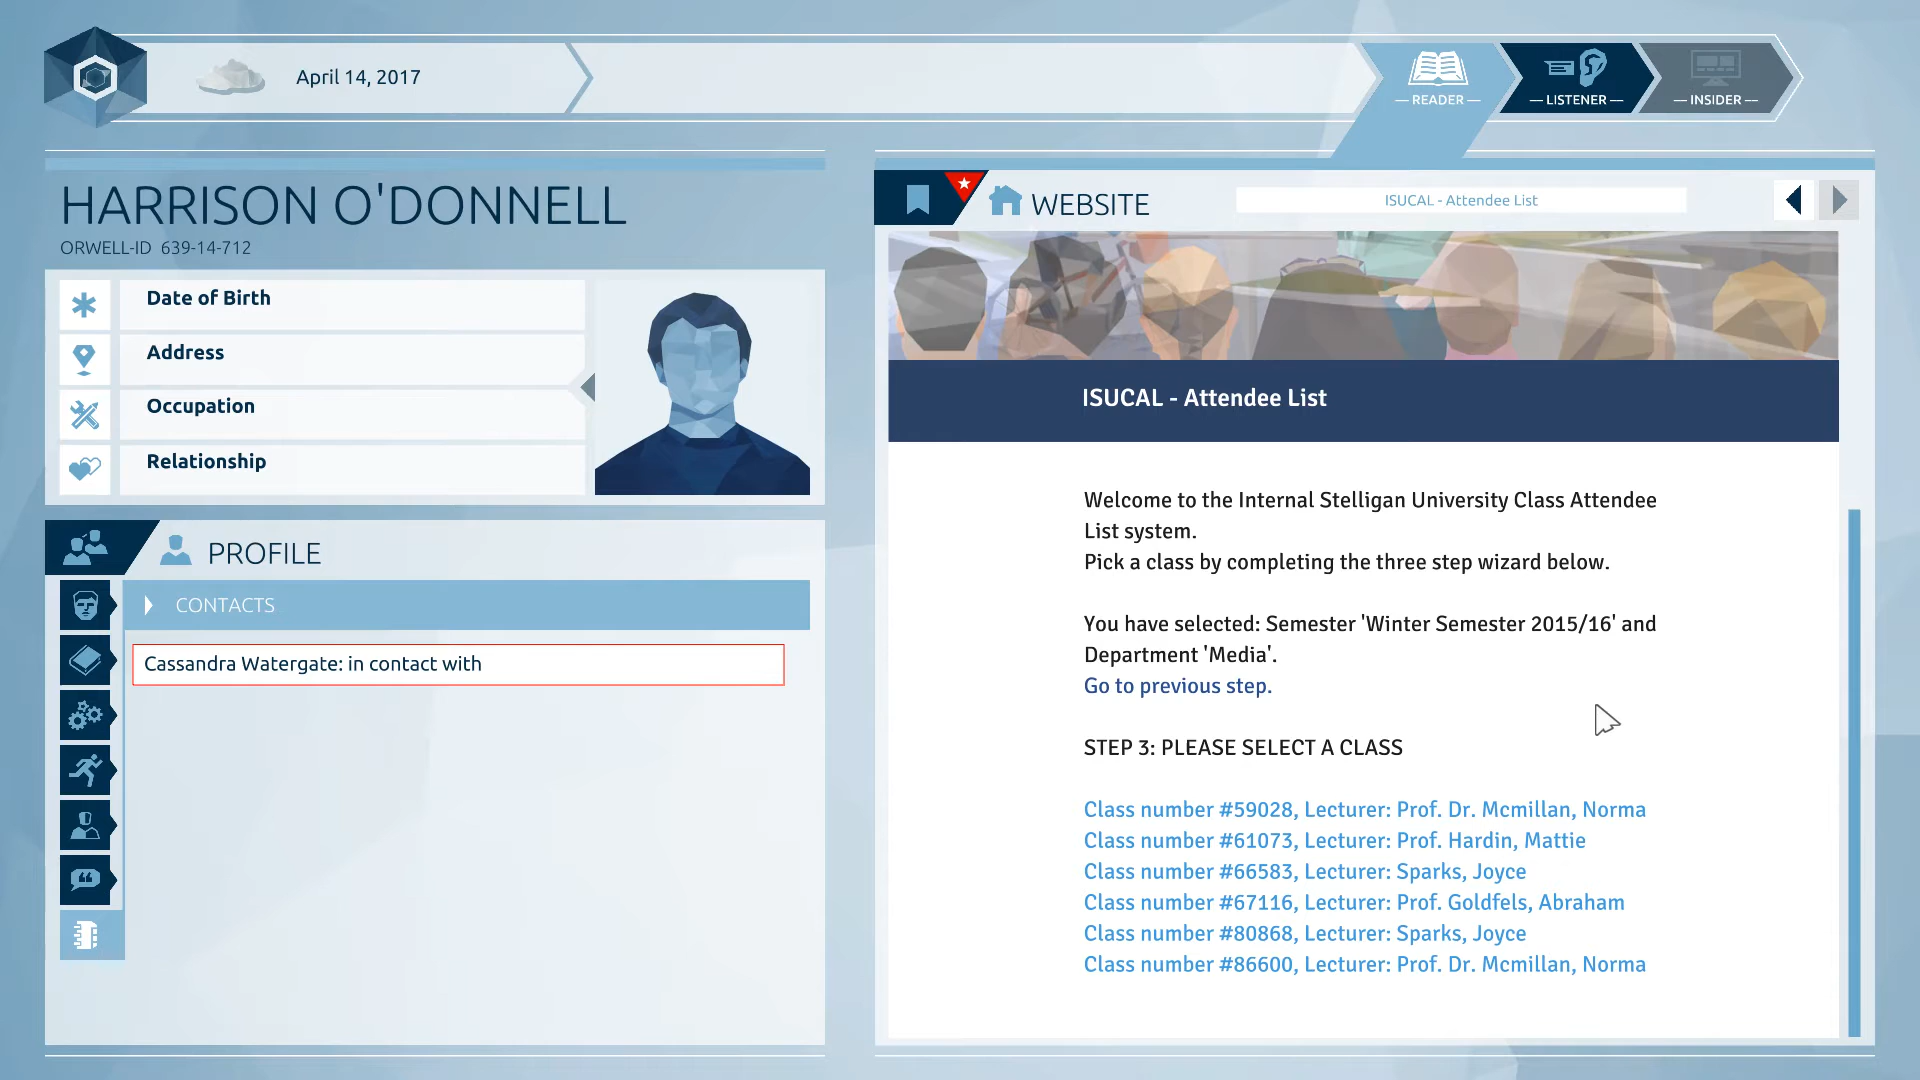 April 14, 2017
READER
LISTENER
INSIDER
HARRISON O'DONNELL
ORWELL-ID 639-14-712
Date of Birth
Address
Occupation
Relationship
PROFILE
CONTACTS
Cassandra Watergate: in contact with
WEBSITE
ISUCAL - Attendee List
ISUCAL - Attendee List
Welcome to the Internal Stelligan University Class Attendee
List system.
Pick a class by completing the three step wizard below.
You have selected: Semester 'Winter Semester 2015/16' and
Department 'Media'.
Go to previous step.
STEP 3: PLEASE SELECT A CLASS
Class number #59028, Lecturer: Prof. Dr. Mcmillan, Norma
Class number #61073, Lecturer: Prof. Hardin, Mattie
Class number #66583, Lecturer: Sparks, Joyce
Class number #67116, Lecturer: Prof. Goldfels, Abraham
Class number #80868, Lecturer: Sparks, Joyce
Class number #86600, Lecturer: Prof. Dr. Mcmillan, Norma